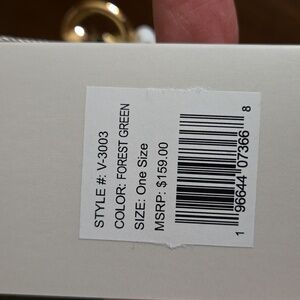 STYLE #: V-3003
COLOR: FOREST GREEN
SIZE: One Size
MSRP: $159.00
1 96644 07366 8